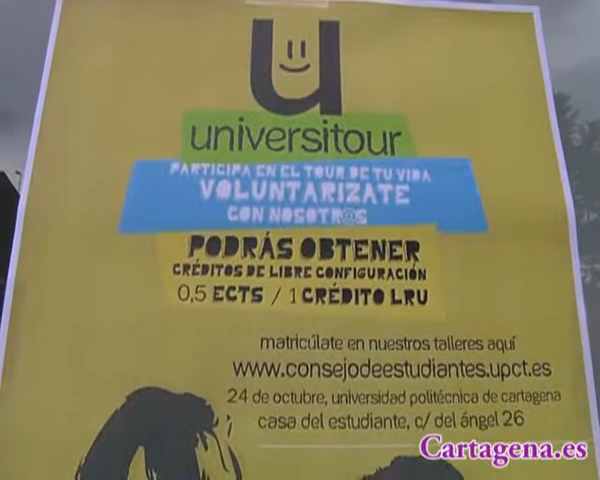 u
universitour
PARTICIPA EN EL TOUR DE TU VIDA
VOLUNTARIZATE
CON NOSOTR@S
PODRÁS OBTENER
CRÉDITOS DE LIBRE CONFIGURACIÓN
0,5 ECTS / 1 CRÉDITO LRU
matricúlate en nuestros talleres aquí
www.consejodeestudiantes.upct.es
24 de octubre, universidad politécnica de cartagena
casa del estudiante, c/ del ángel 26
Cartagena.es